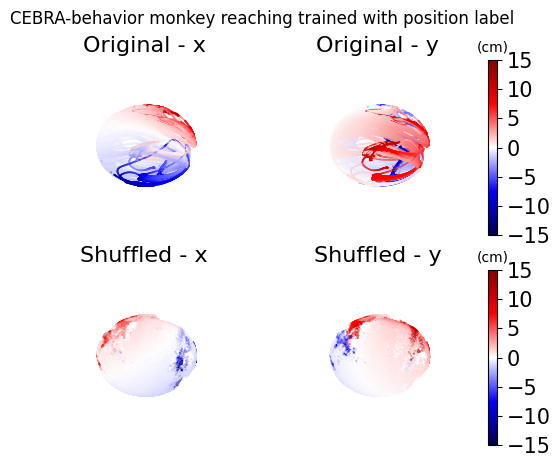 CEBRA-behavior monkey reaching trained with position label
Original - x
Original - y
(cm)
15
10
5
0
−5
−10
−15
Shuffled - x
Shuffled - y
(cm)
15
10
5
0
−5
−10
−15